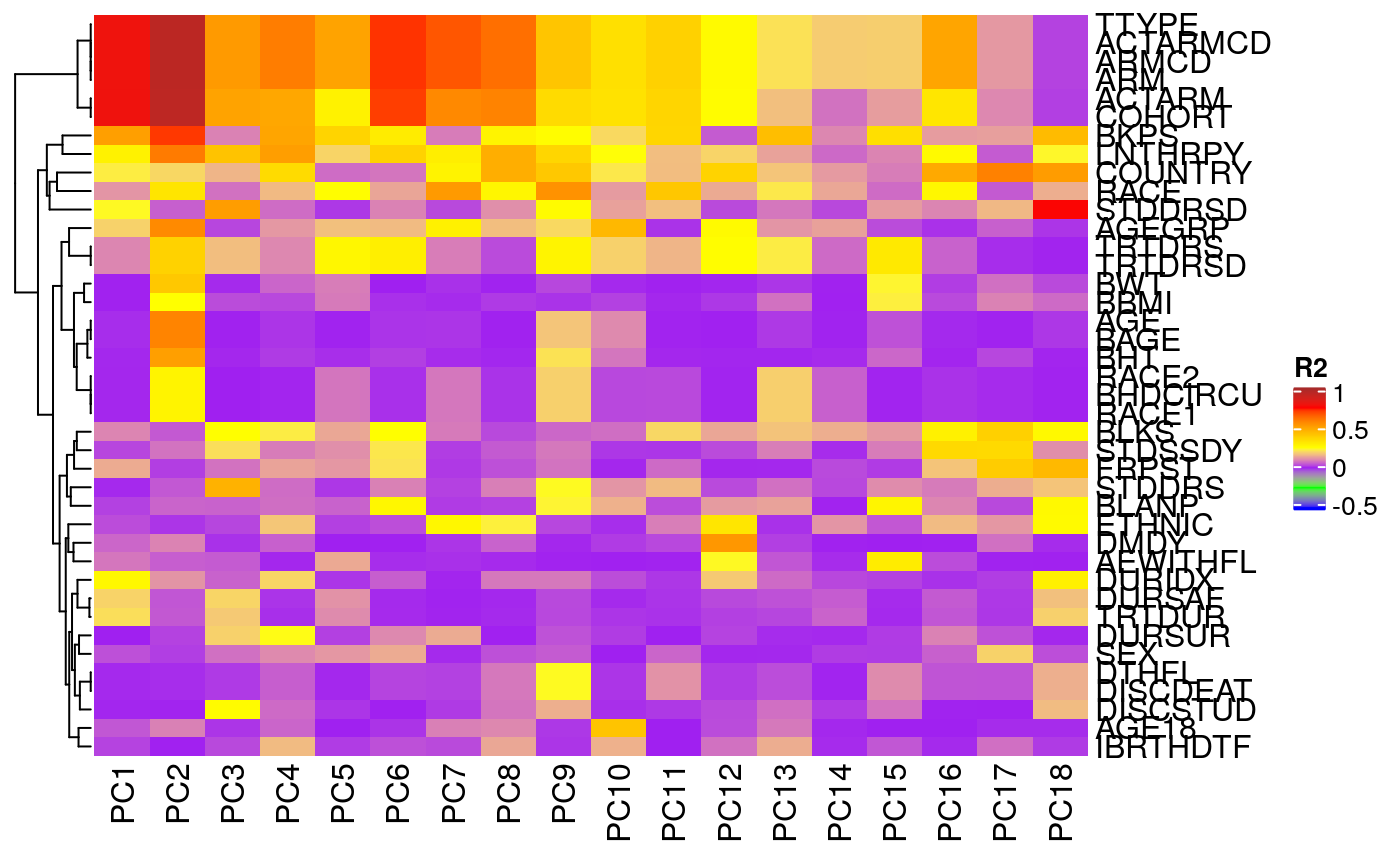 TTYPE
ACTARMCD
ARMCD
ARM
ACTARM
COHORT
BKPS
LNTHRPY
COUNTRY
RACE
STDDRSD
AGEGRP
TRTDRS
TRTDRSD
BWT
BBMI
AGE
BAGE
BHT
RACE2
RHDCIRCU
RACE1
BLKS
STDSSDY
ERPST
STDDRS
BLANP
ETHNIC
DMDY
AEWITHFL
DURIDX
DURSAF
TRTDUR
DURSUR
SEX
DTHFL
DISCDEAT
DISCSTUD
AGE18
IBRTHDTF
R2
1
0.5
0
-0.5
PC1 PC2 PC3 PC4 PC5 PC6 PC7 PC8 PC9 PC10 PC11 PC12 PC13 PC14 PC15 PC16 PC17 PC18